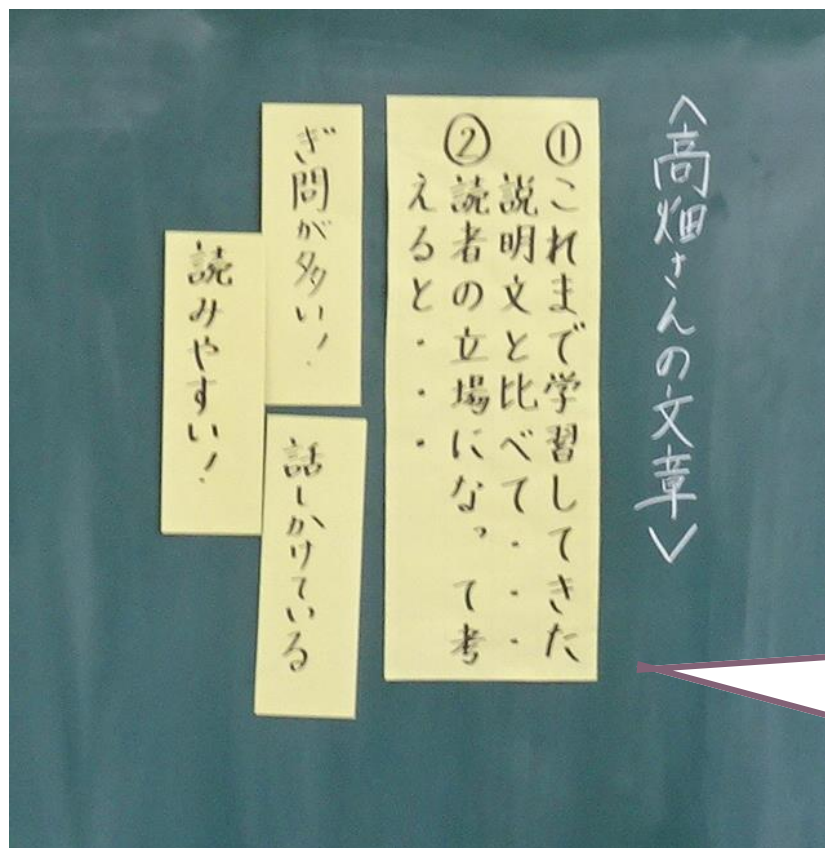 <高畑さんの文章>
①これまで学習してきた
説明文と比べて・・・
②読者の立場になって考
えると・・・
ぎ問が多い!
話しかけている
読みやすい!